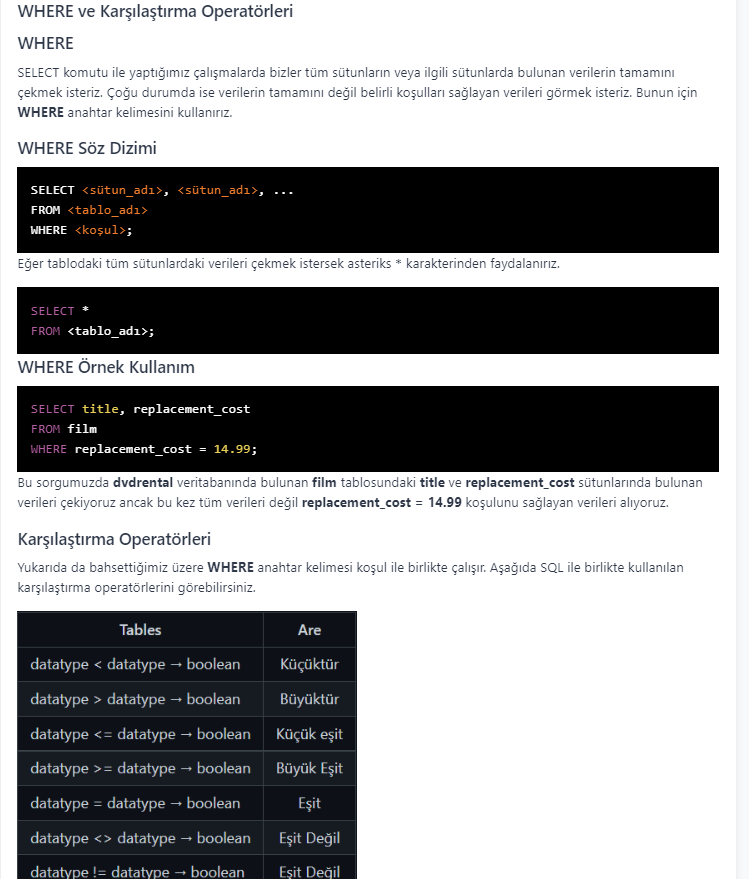 WHERE ve Karşılaştırma Operatörleri
WHERE
SELECT komutu ile yaptığımız çalışmalarda bizler tüm sütunların veya ilgili sütunlarda bulunan verilerin tamamını
çekmek isteriz. Çoğu durumda ise verilerin tamamını değil belirli koşulları sağlayan verileri görmek isteriz. Bunun için
WHERE anahtar kelimesini kullanırız.
WHERE Söz Dizimi
SELECT <sütun_adı>, <sütun_adı>, ...
FROM <tablo_adı>
WHERE <koşul>;
Eğer tablodaki tüm sütunlardaki verileri çekmek istersek asteriks * karakterinden faydalanırız.
SELECT *
FROM <tablo_adı>;
WHERE Örnek Kullanım
SELECT title, replacement_cost
FROM film
WHERE replacement_cost = 14.99;
Bu sorgumuzda dvdrental veritabanında bulunan film tablosundaki title ve replacement_cost sütunlarında bulunan
verileri çekiyoruz ancak bu kez tüm verileri değil replacement_cost = 14.99 koşulunu sağlayan verileri alıyoruz.
Karşılaştırma Operatörleri
Yukarıda da bahsettiğimiz üzere WHERE anahtar kelimesi koşul ile birlikte çalışır. Aşağıda SQL ile birlikte kullanılan
karşılaştırma operatörlerini görebilirsiniz.
Tables Are
datatype < datatype → boolean Küçüktür
datatype > datatype → boolean Büyüktür
datatype <= datatype → boolean Küçük eşit
datatype >= datatype → boolean Büyük Eşit
datatype = datatype → boolean Eşit
datatype <> datatype → boolean Eşit Değil
datatype != datatype → boolean Eşit Değil